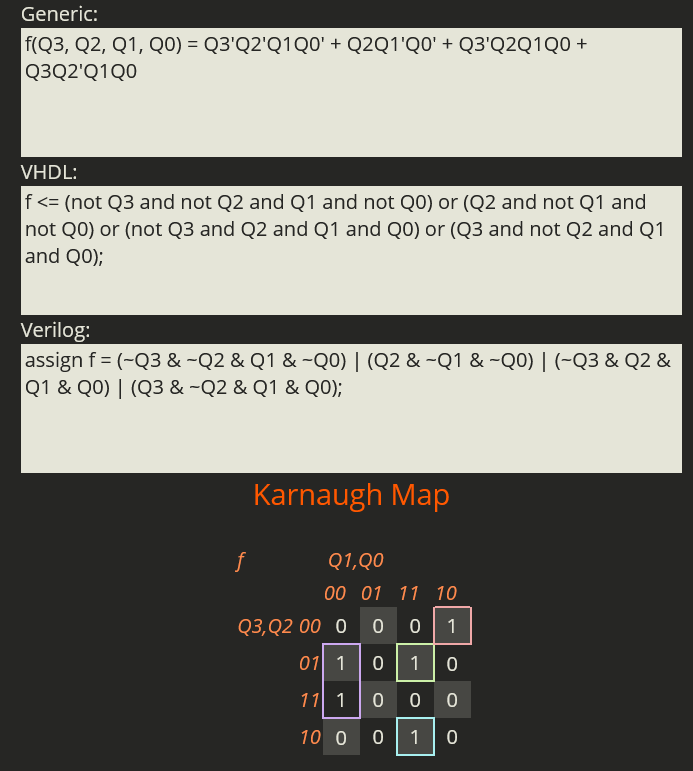 Generic:
f(Q3, Q2, Q1, Q0) = Q3'Q2'Q1Q0' + Q2Q1'Q0' + Q3'Q2Q1Q0 +
Q3Q2'Q1Q0
VHDL:
f <= (not Q3 and not Q2 and Q1 and not Q0) or (Q2 and not Q1 and
not Q0) or (not Q3 and Q2 and Q1 and Q0) or (Q3 and not Q2 and Q1
and Q0);
Verilog:
assign f = (~Q3 & ~Q2 & Q1 & ~Q0) | (Q2 & ~Q1 & ~Q0) | (~Q3 & Q2 &
Q1 & Q0) | (Q3 & ~Q2 & Q1 & Q0);
Karnaugh Map
f Q1,Q0
00 01 11 10
Q3,Q2 00 0 0 0 1
01 1 0 1 0
11 1 0 0 0
10 0 0 1 0